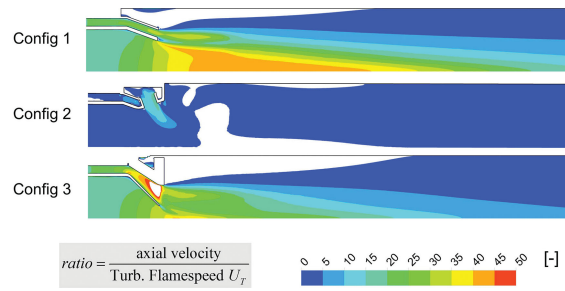 Config 1
Config 2
Config 3
ratio = axial velocity / Turb. Flamespeed U_T
0 5 10 15 20 25 30 35 40 45 50 [-]